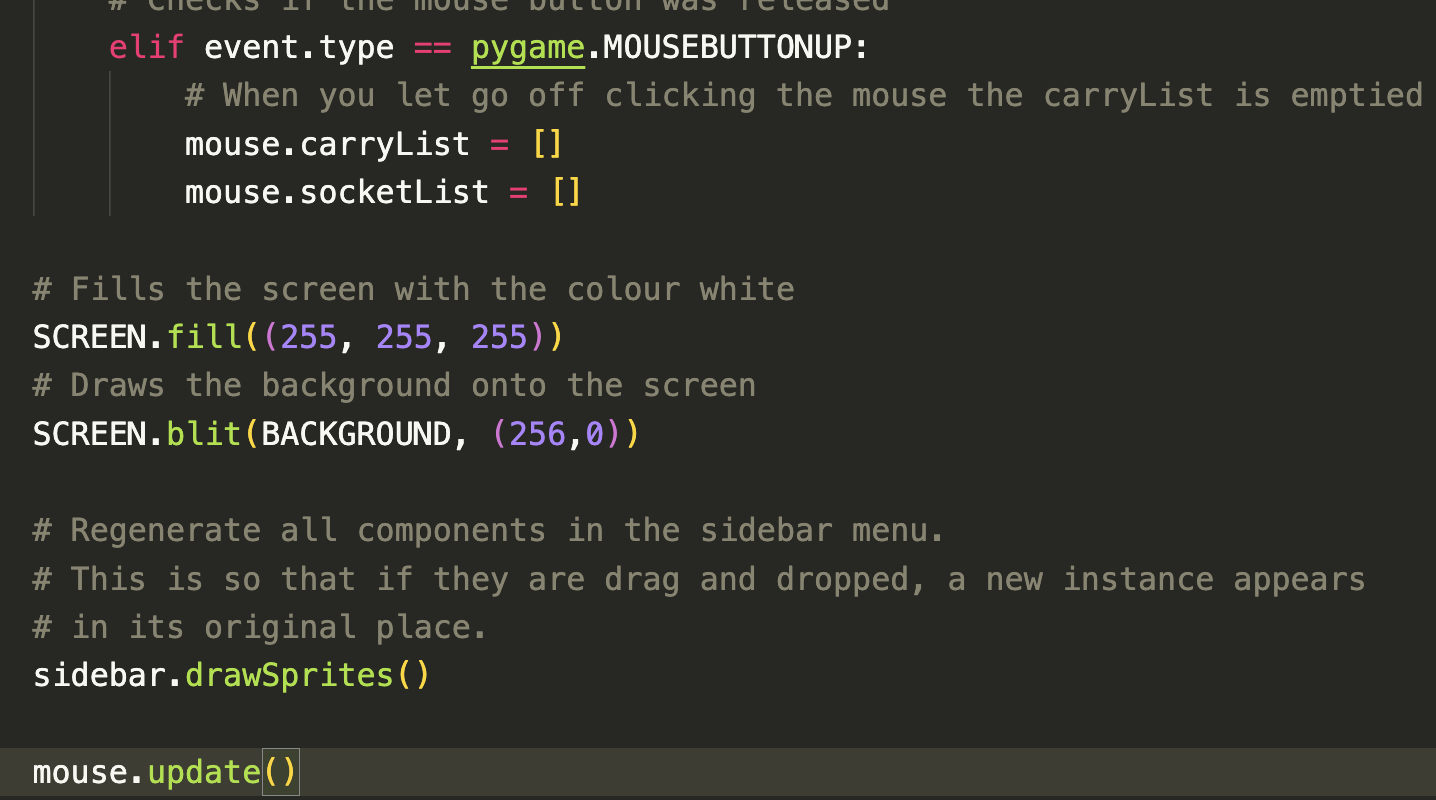 # Checks if the mouse button was released
elif event.type == pygame.MOUSEBUTTONUP:
# When you let go off clicking the mouse the carryList is emptied
mouse.carryList = []
mouse.socketList = []
# Fills the screen with the colour white
SCREEN.fill((255, 255, 255))
# Draws the background onto the screen
SCREEN.blit(BACKGROUND, (256,0))
# Regenerate all components in the sidebar menu.
# This is so that if they are drag and dropped, a new instance appears
# in its original place.
sidebar.drawSprites()
mouse.update()